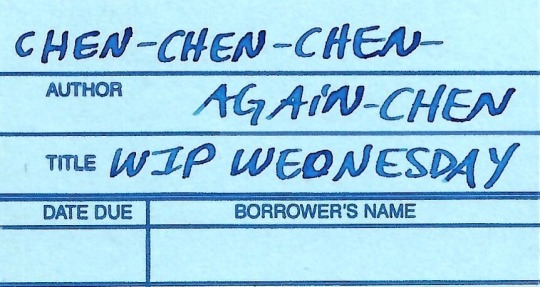 CHEN-CHEN-CHEN-
AUTHOR AGAiN-CHEN
TITLE WIP WEDNESDAY
DATE DUE BORROWER'S NAME